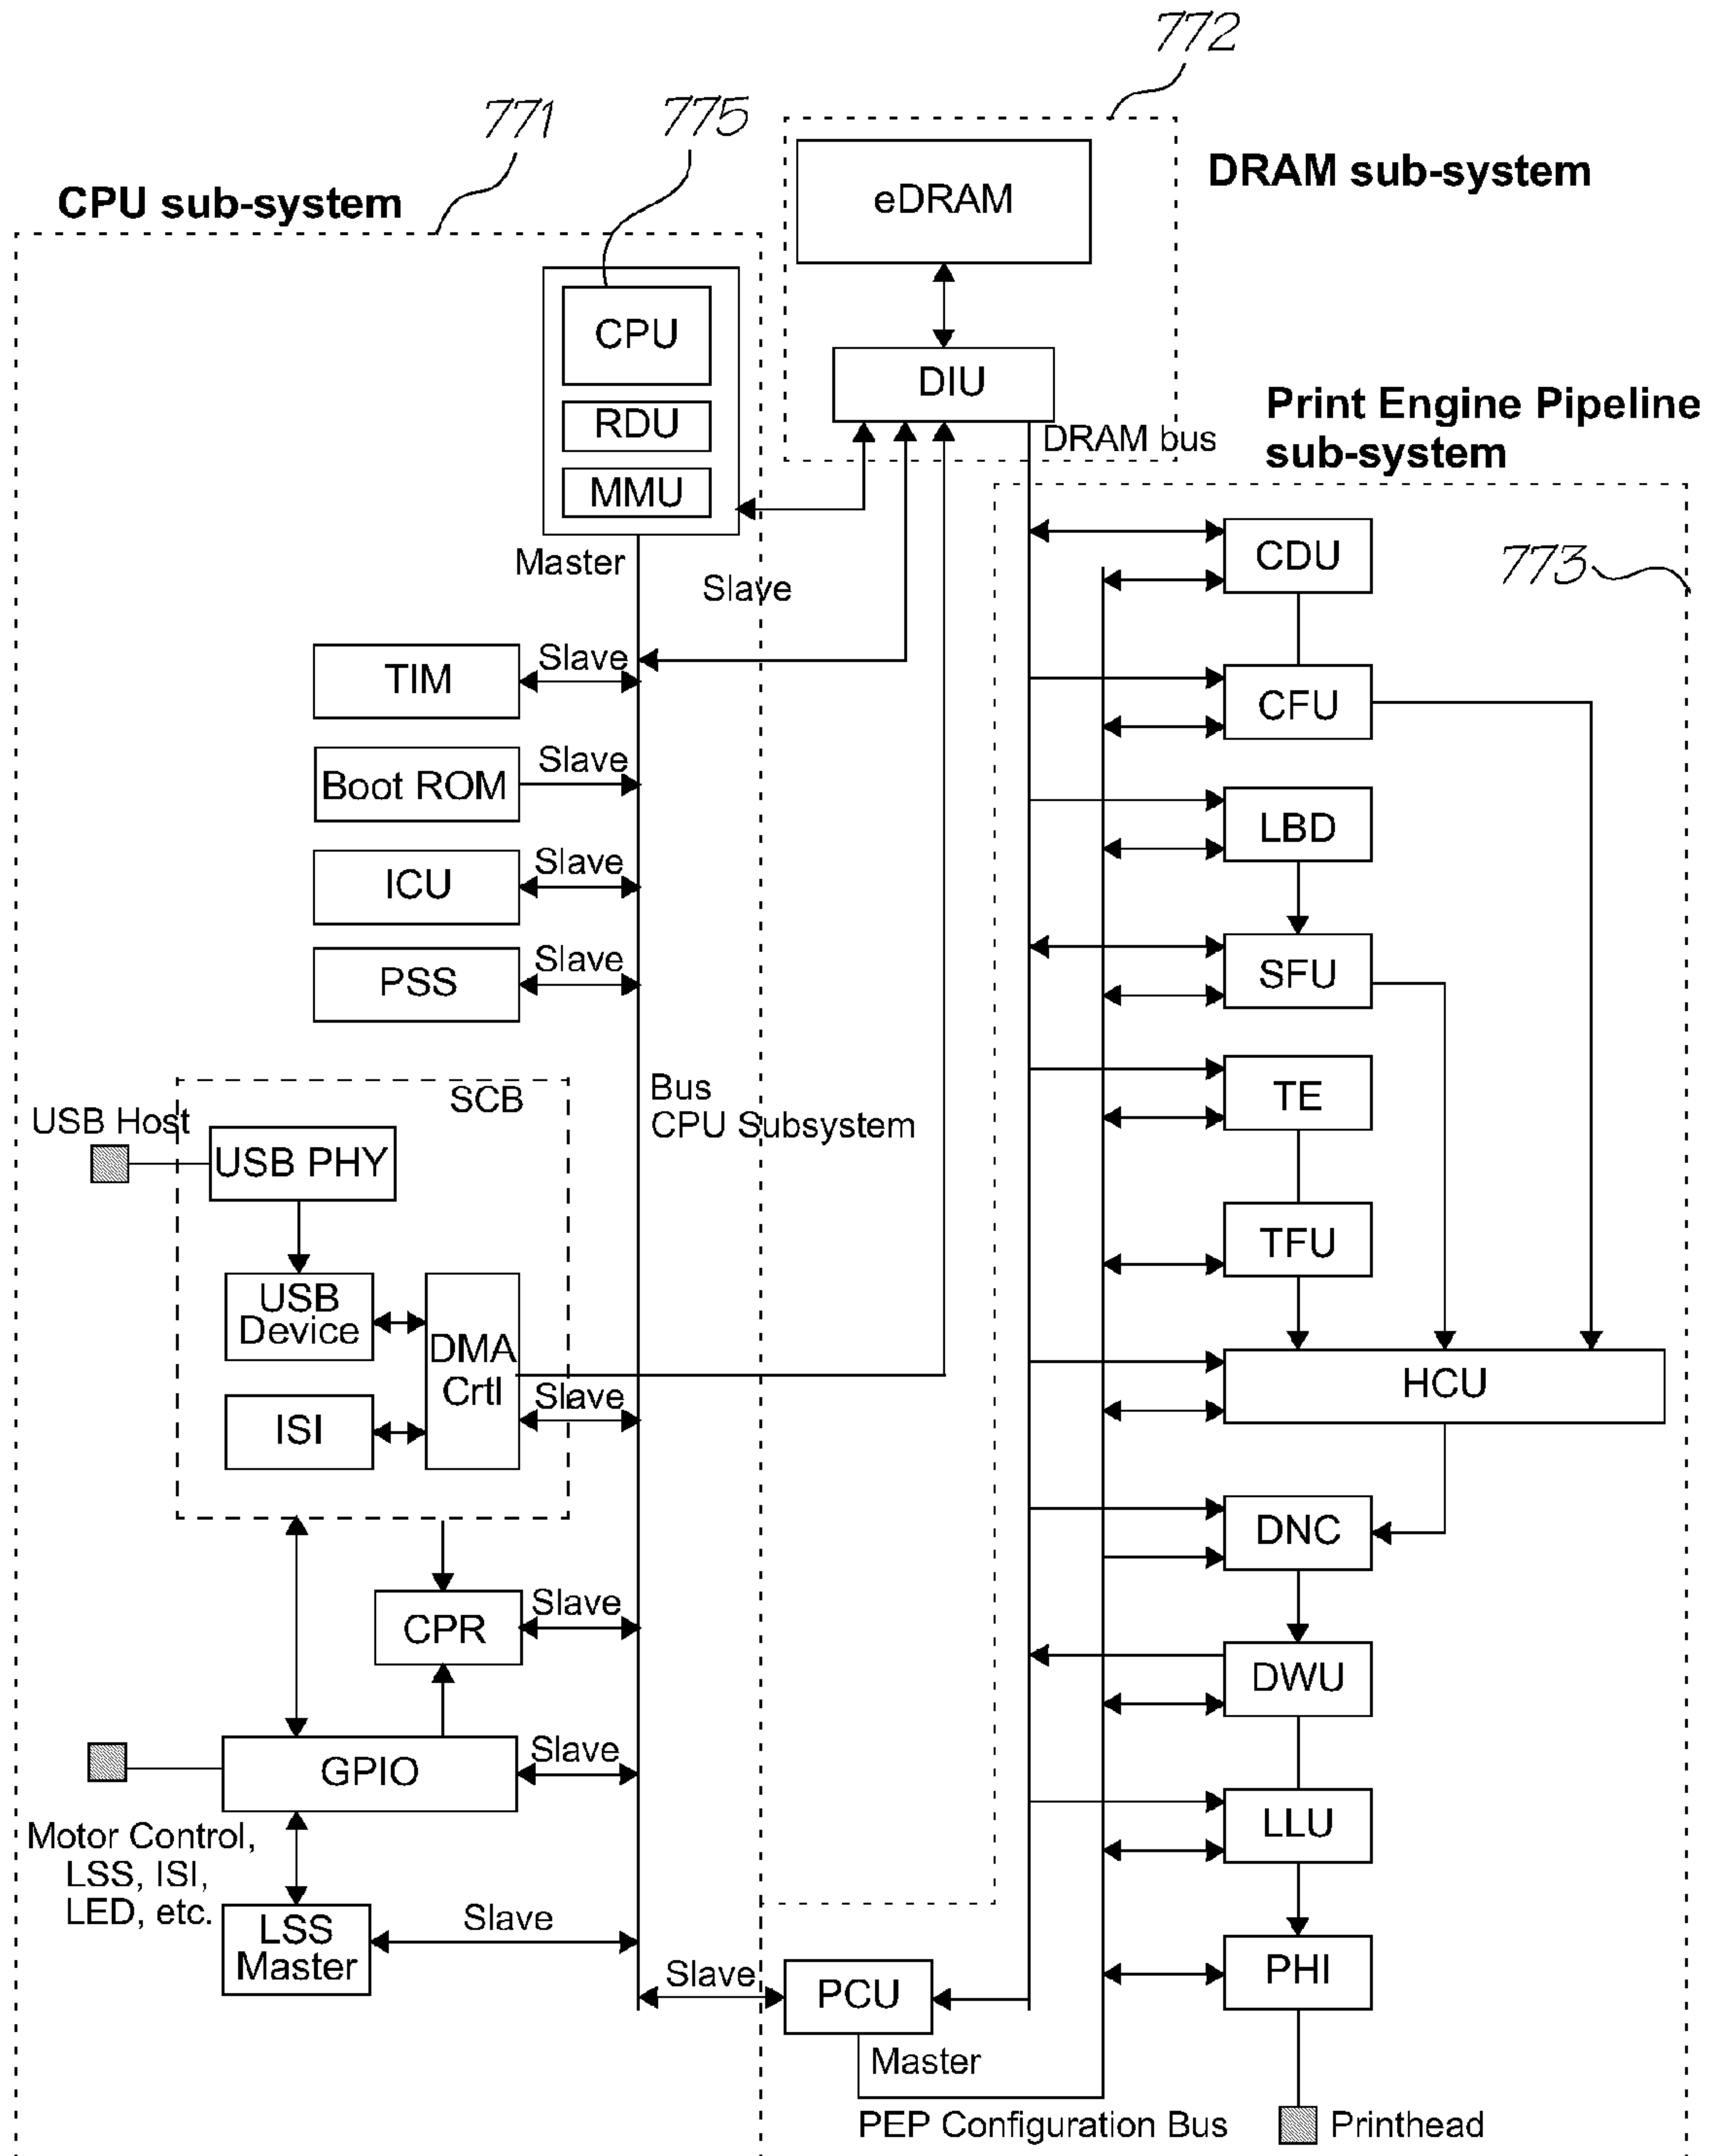 772
771
775
DRAM sub-system
CPU sub-system
eDRAM
CPU
DIU
RDU
Print Engine Pipeline
sub-system
DRAM bus
MMU
Master
Slave
CDU
773
TIM
Slave
CFU
Boot ROM
Slave
LBD
ICU
Slave
PSS
Slave
SFU
SCB
Bus
CPU Subsystem
TE
USB Host
USB PHY
TFU
USB
Device
DMA
Crtl
Slave
HCU
ISI
DNC
CPR
Slave
DWU
GPIO
Slave
Motor Control,
LSS, ISI,
LED, etc.
LLU
LSS
Master
Slave
PHI
Slave
PCU
Master
PEP Configuration Bus
Printhead